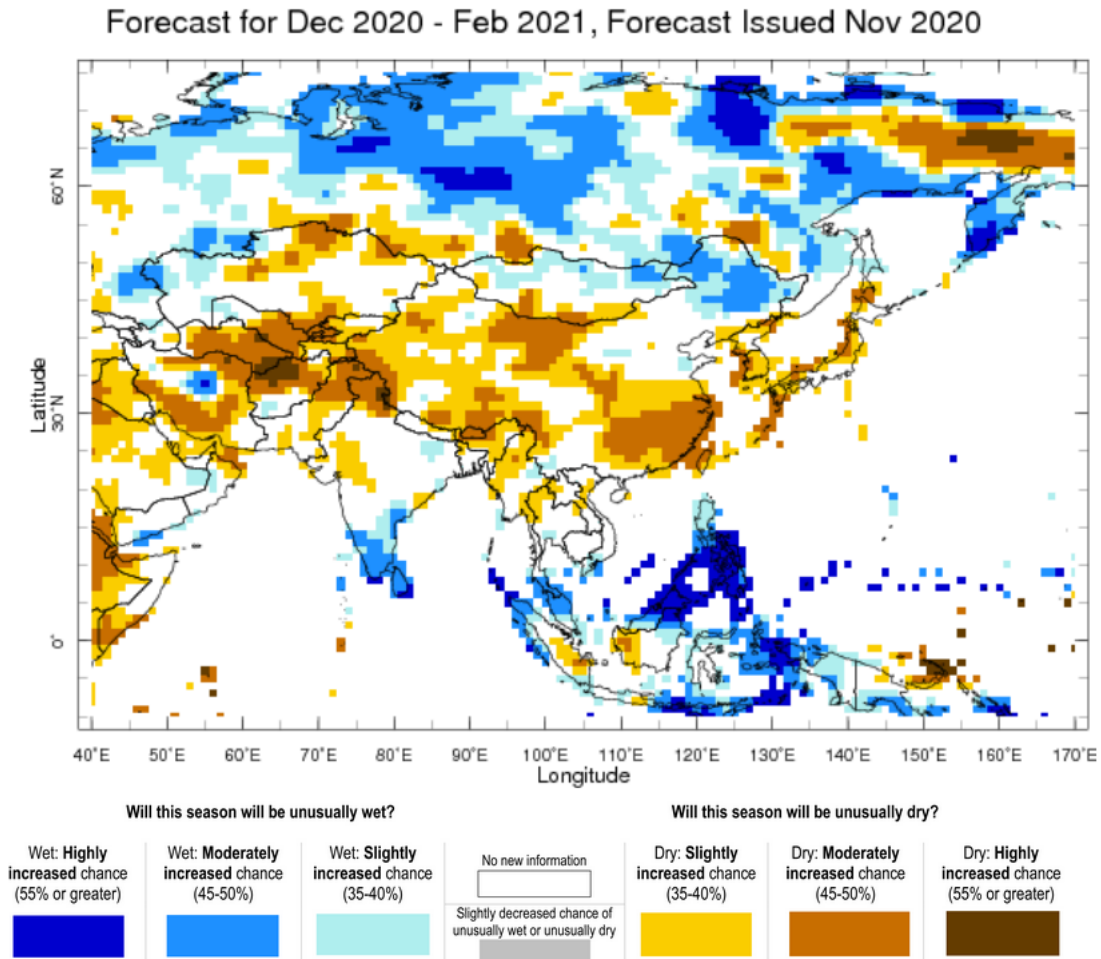 Forecast for Dec 2020 - Feb 2021, Forecast Issued Nov 2020
Latitude
60°N
30°N
0°
40°E 50°E 60°E 70°E 80°E 90°E 100°E 110°E 120°E 130°E 140°E 150°E 160°E 170°E
Longitude
Will this season will be unusually wet?
Will this season will be unusually dry?
Wet: Highly
increased chance
(55% or greater)
Wet: Moderately
increased chance
(45-50%)
Wet: Slightly
increased chance
(35-40%)
No new information
Slightly decreased chance of
unusually wet or unusually dry
Dry: Slightly
increased chance
(35-40%)
Dry: Moderately
increased chance
(45-50%)
Dry: Highly
increased chance
(55% or greater)